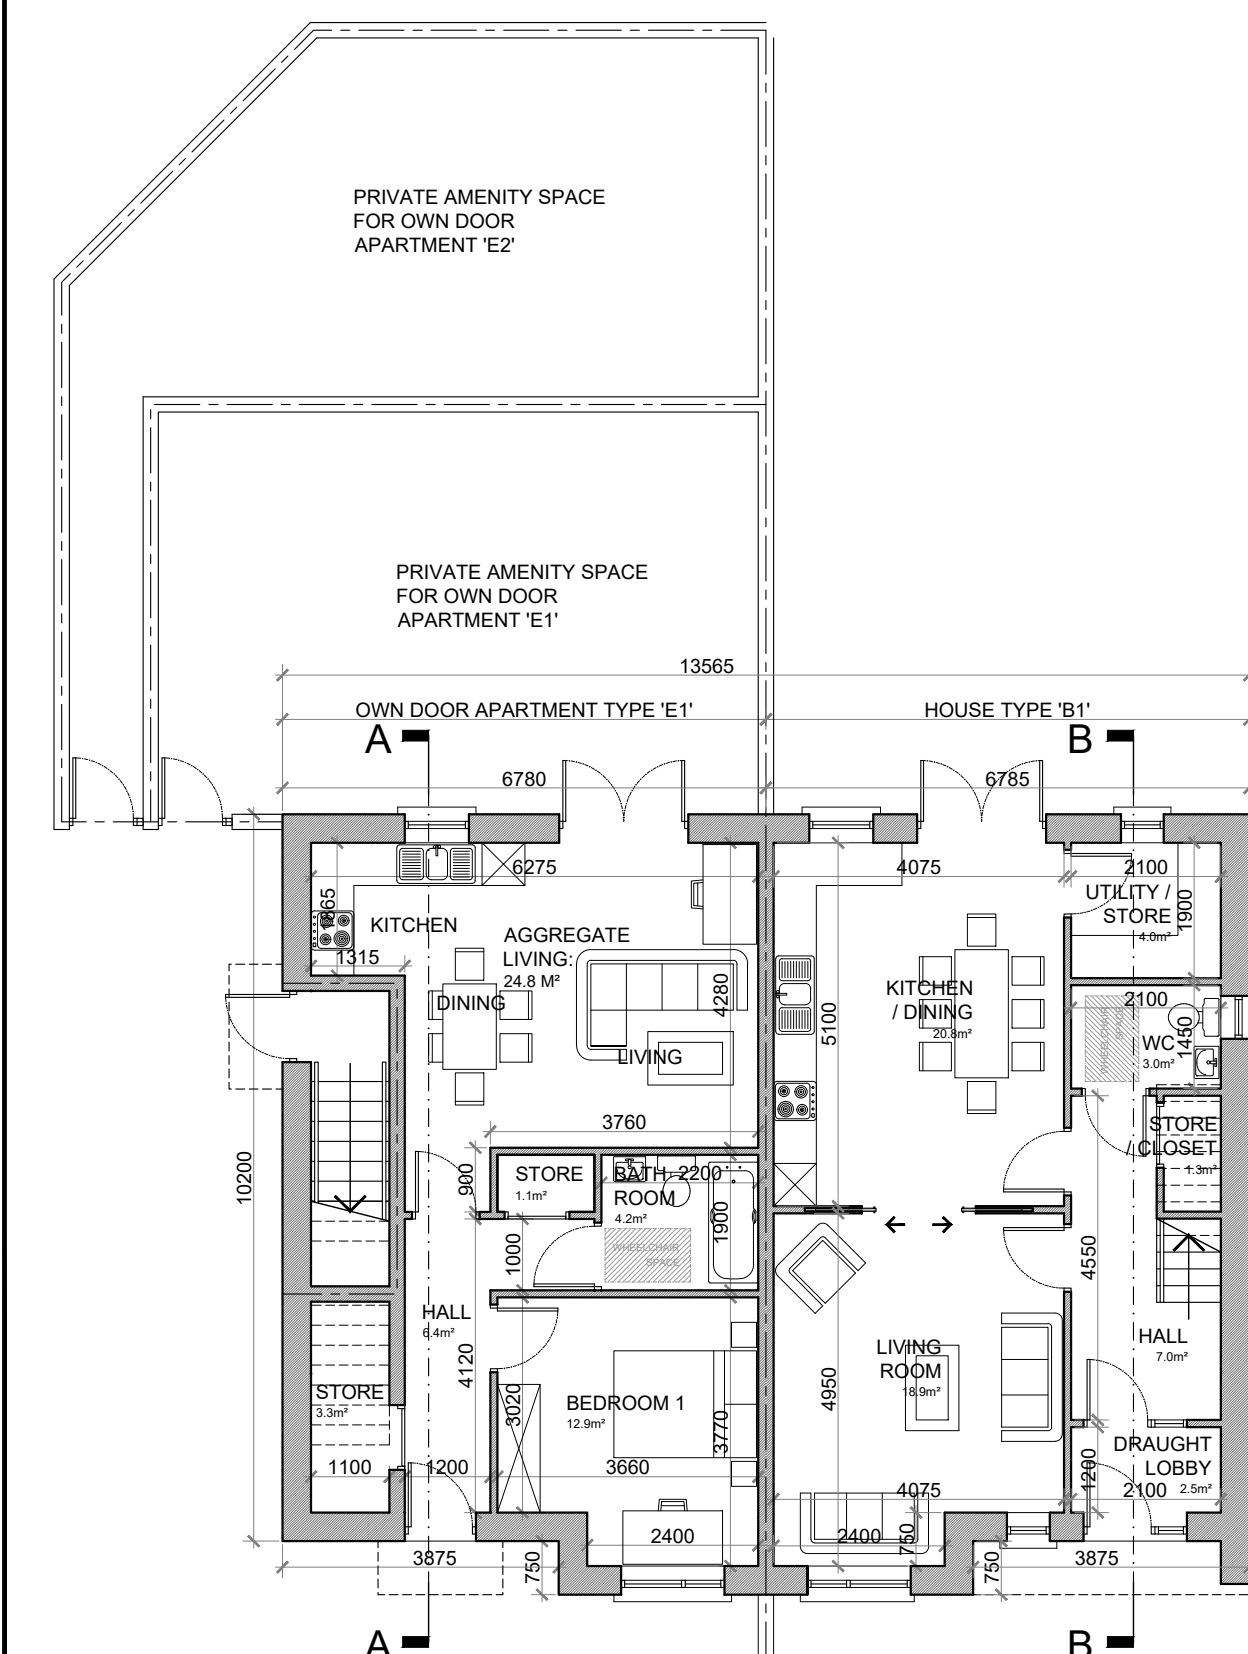 PRIVATE AMENITY SPACE
FOR OWN DOOR
APARTMENT 'E2'
PRIVATE AMENITY SPACE
FOR OWN DOOR
APARTMENT 'E1'
13565
OWN DOOR APARTMENT TYPE 'E1'
HOUSE TYPE 'B1'
A
B
6780
6785
6275
4075
2100
1865
KITCHEN
1315
AGGREGATE
LIVING:
24.8 M²
DINING
LIVING
4280
3760
UTILITY /
STORE
4.0m²
1900
KITCHEN
/ DINING
20.8m²
5100
2100
WHEELCHAIR
SPACE
WC
3.0m²
1450
STORE
/ CLOSET
1.3m²
10200
900
STORE
1.1m²
BATH
ROOM
4.2m²
2200
1900
WHEELCHAIR
SPACE
1000
HALL
6.4m²
4120
4550
HALL
7.0m²
LIVING
ROOM
18.9m²
4950
STORE
3.3m²
3020
BEDROOM 1
12.9m²
3770
DRAUGHT
LOBBY
2.5m²
1200
1100
1200
3660
4075
2100
2400
2400
750
3875
750
750
3875
A
B